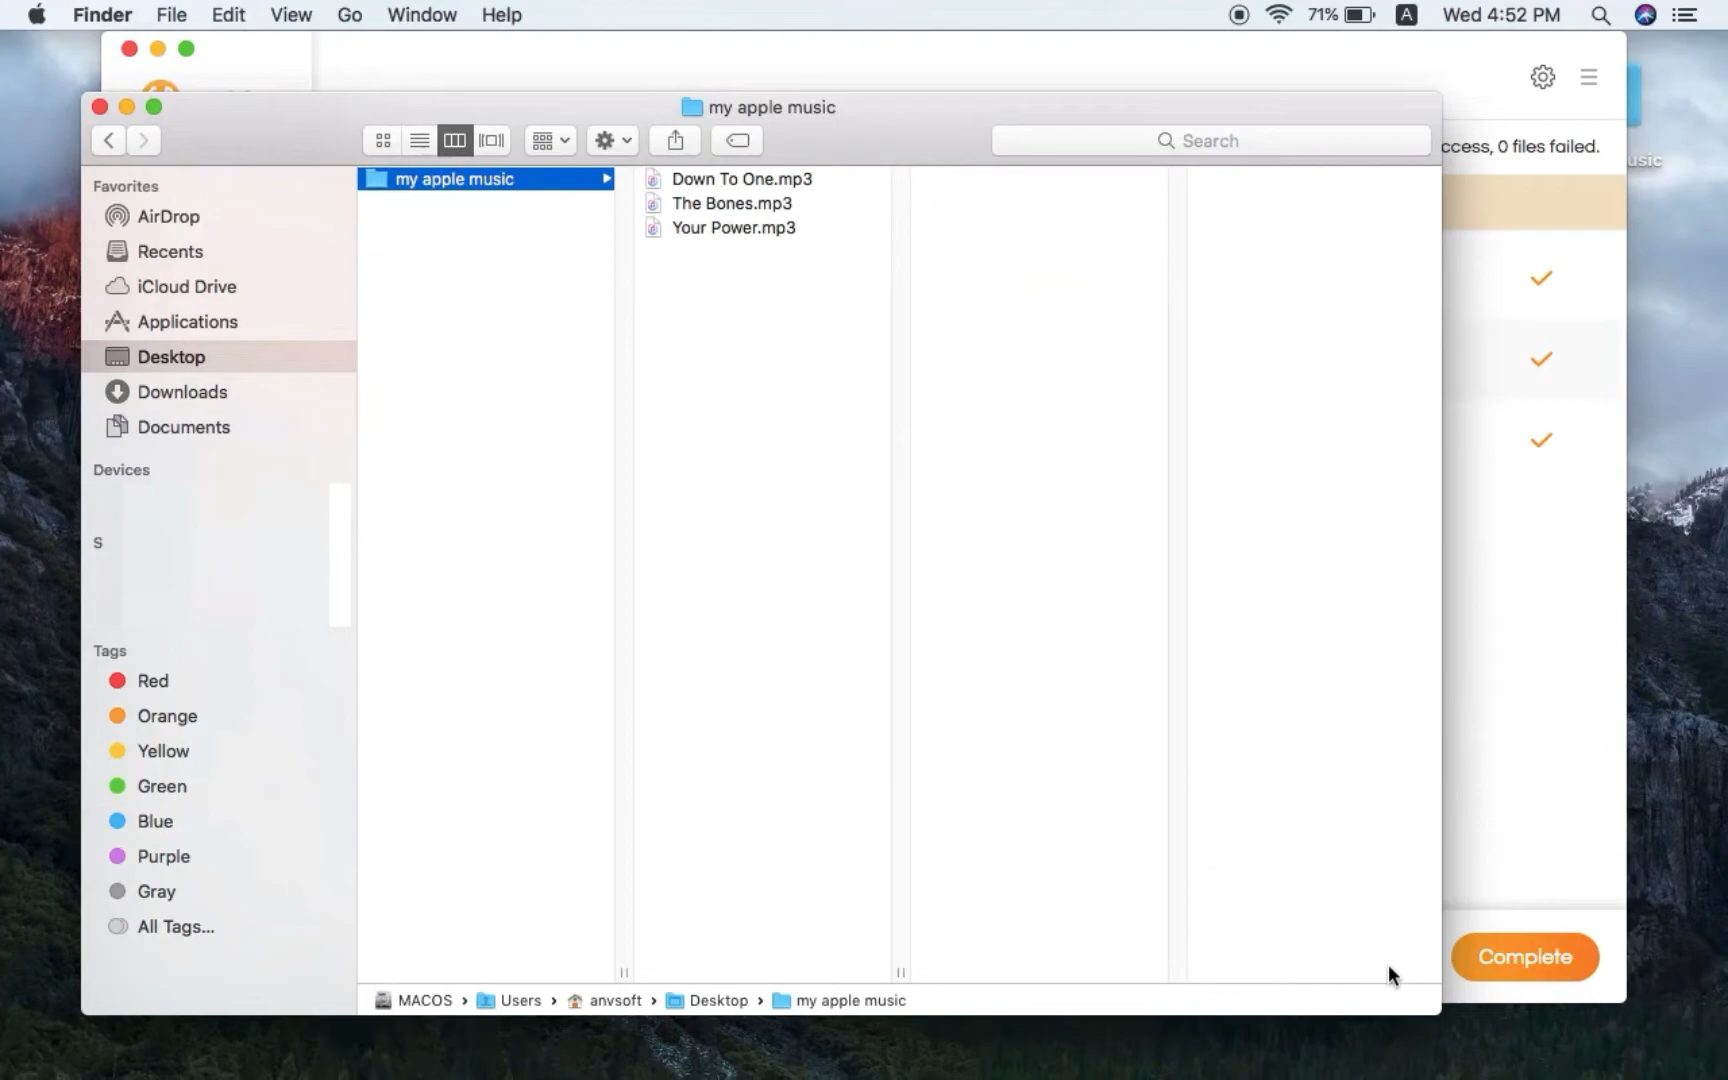 Finder File Edit View Go Window Help 71% A Wed 4:52 PM
my apple music
Search
ccess, 0 files failed.
usic
Favorites
AirDrop
Recents
iCloud Drive
Applications
Desktop
Downloads
Documents
Devices
S
Tags
Red
Orange
Yellow
Green
Blue
Purple
Gray
All Tags...
my apple music
Down To One.mp3
The Bones.mp3
Your Power.mp3
Complete
MACOS › Users › anvsoft › Desktop › my apple music